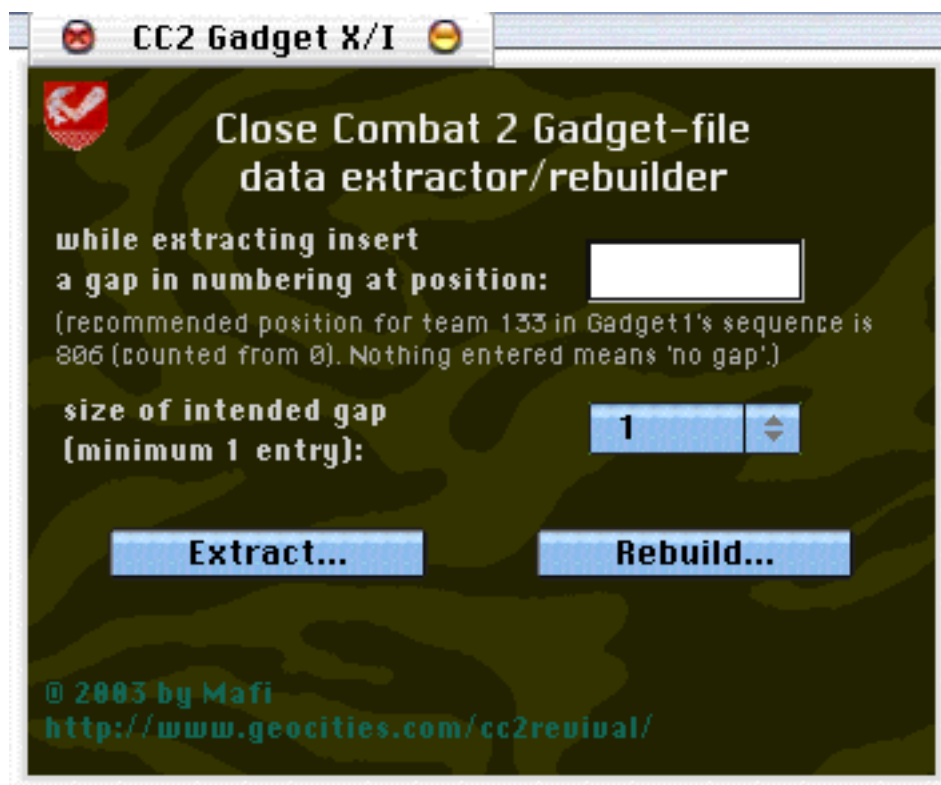 CC2 Gadget X/I
Close Combat 2 Gadget-file
data extractor/rebuilder
while extracting insert
a gap in numbering at position:
(recommended position for team 133 in Gadget1's sequence is
806 (counted from 0). Nothing entered means 'no gap'.)
size of intended gap
(minimum 1 entry):
1
Extract...
Rebuild...
© 2003 by Mafi
http://www.geocities.com/cc2revival/